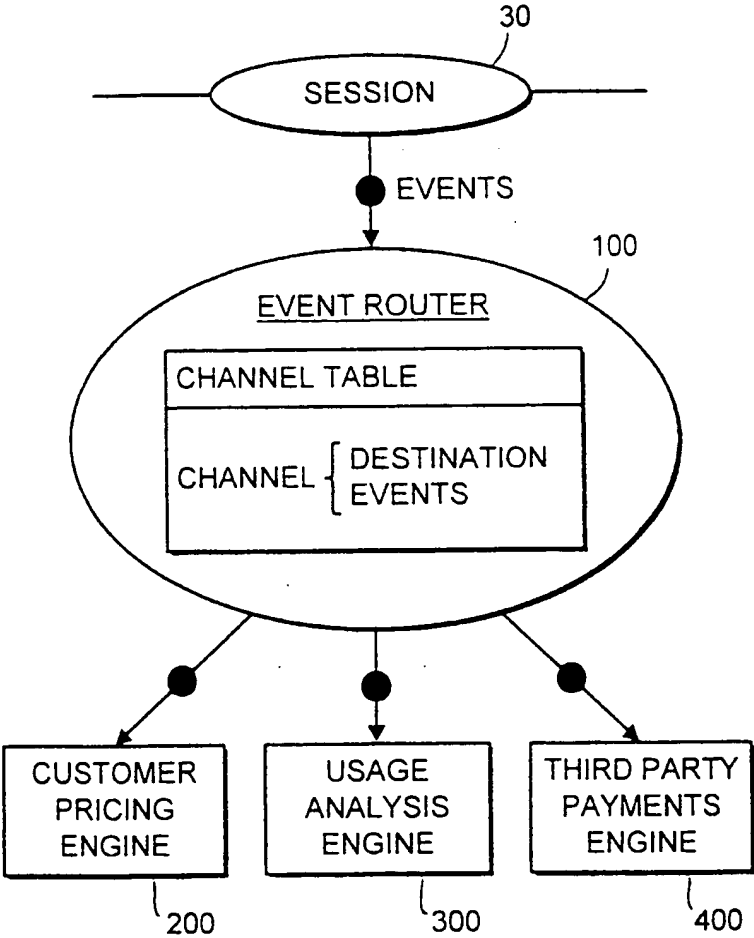 30
SESSION
EVENTS
100
EVENT ROUTER
CHANNEL TABLE
CHANNEL { DESTINATION
EVENTS
CUSTOMER
PRICING
ENGINE
USAGE
ANALYSIS
ENGINE
THIRD PARTY
PAYMENTS
ENGINE
200
300
400